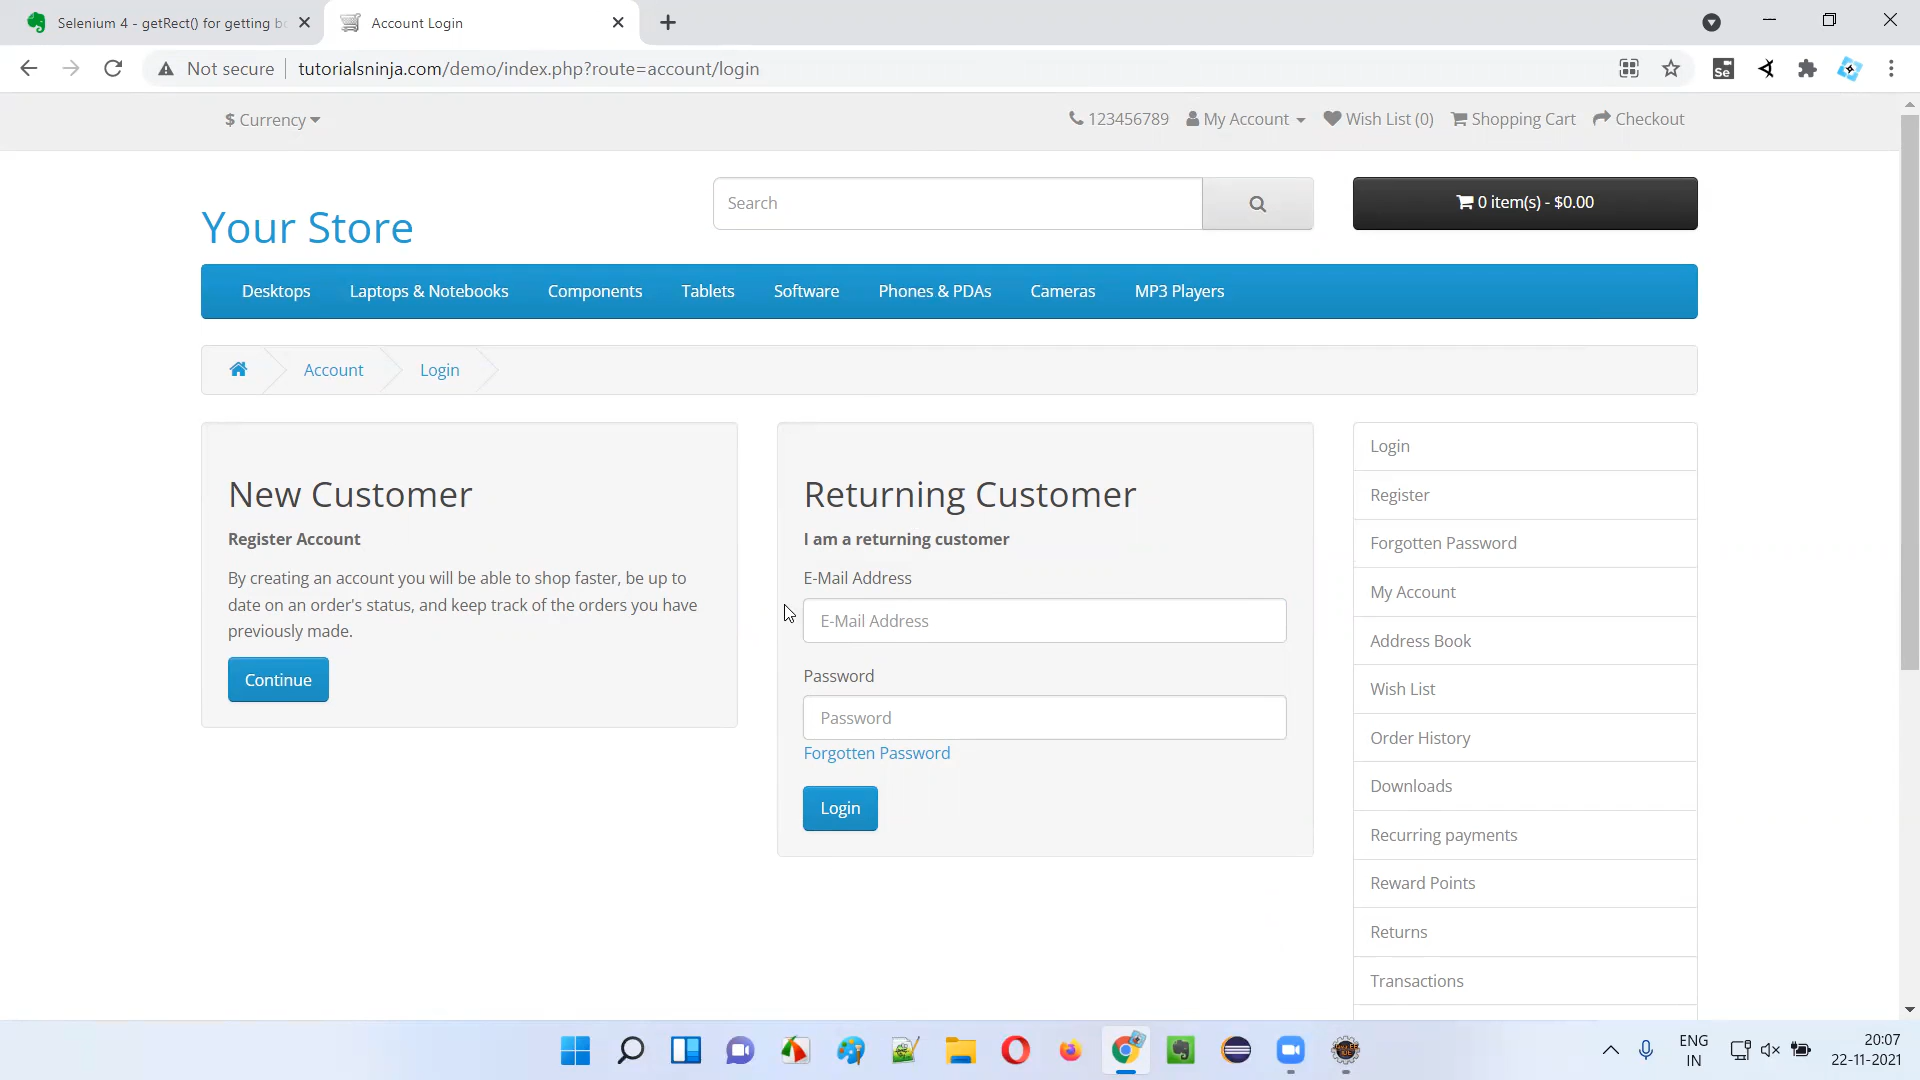 Selenium 4 - getRect() for getting bo
Account Login
Not secure
tutorialsninja.com/demo/index.php?route=account/login
Se
$ Currency
123456789
My Account
Wish List (0)
Shopping Cart
Checkout
Your Store
Search
0 item(s) - $0.00
Desktops
Laptops & Notebooks
Components
Tablets
Software
Phones & PDAs
Cameras
MP3 Players
Account
Login
New Customer
Register Account
By creating an account you will be able to shop faster, be up to
date on an order's status, and keep track of the orders you have
previously made.
Continue
Returning Customer
I am a returning customer
E-Mail Address
E-Mail Address
Password
Password
Forgotten Password
Login
Login
Register
Forgotten Password
My Account
Address Book
Wish List
Order History
Downloads
Recurring payments
Reward Points
Returns
Transactions
ENG
IN
20:07
22-11-2021